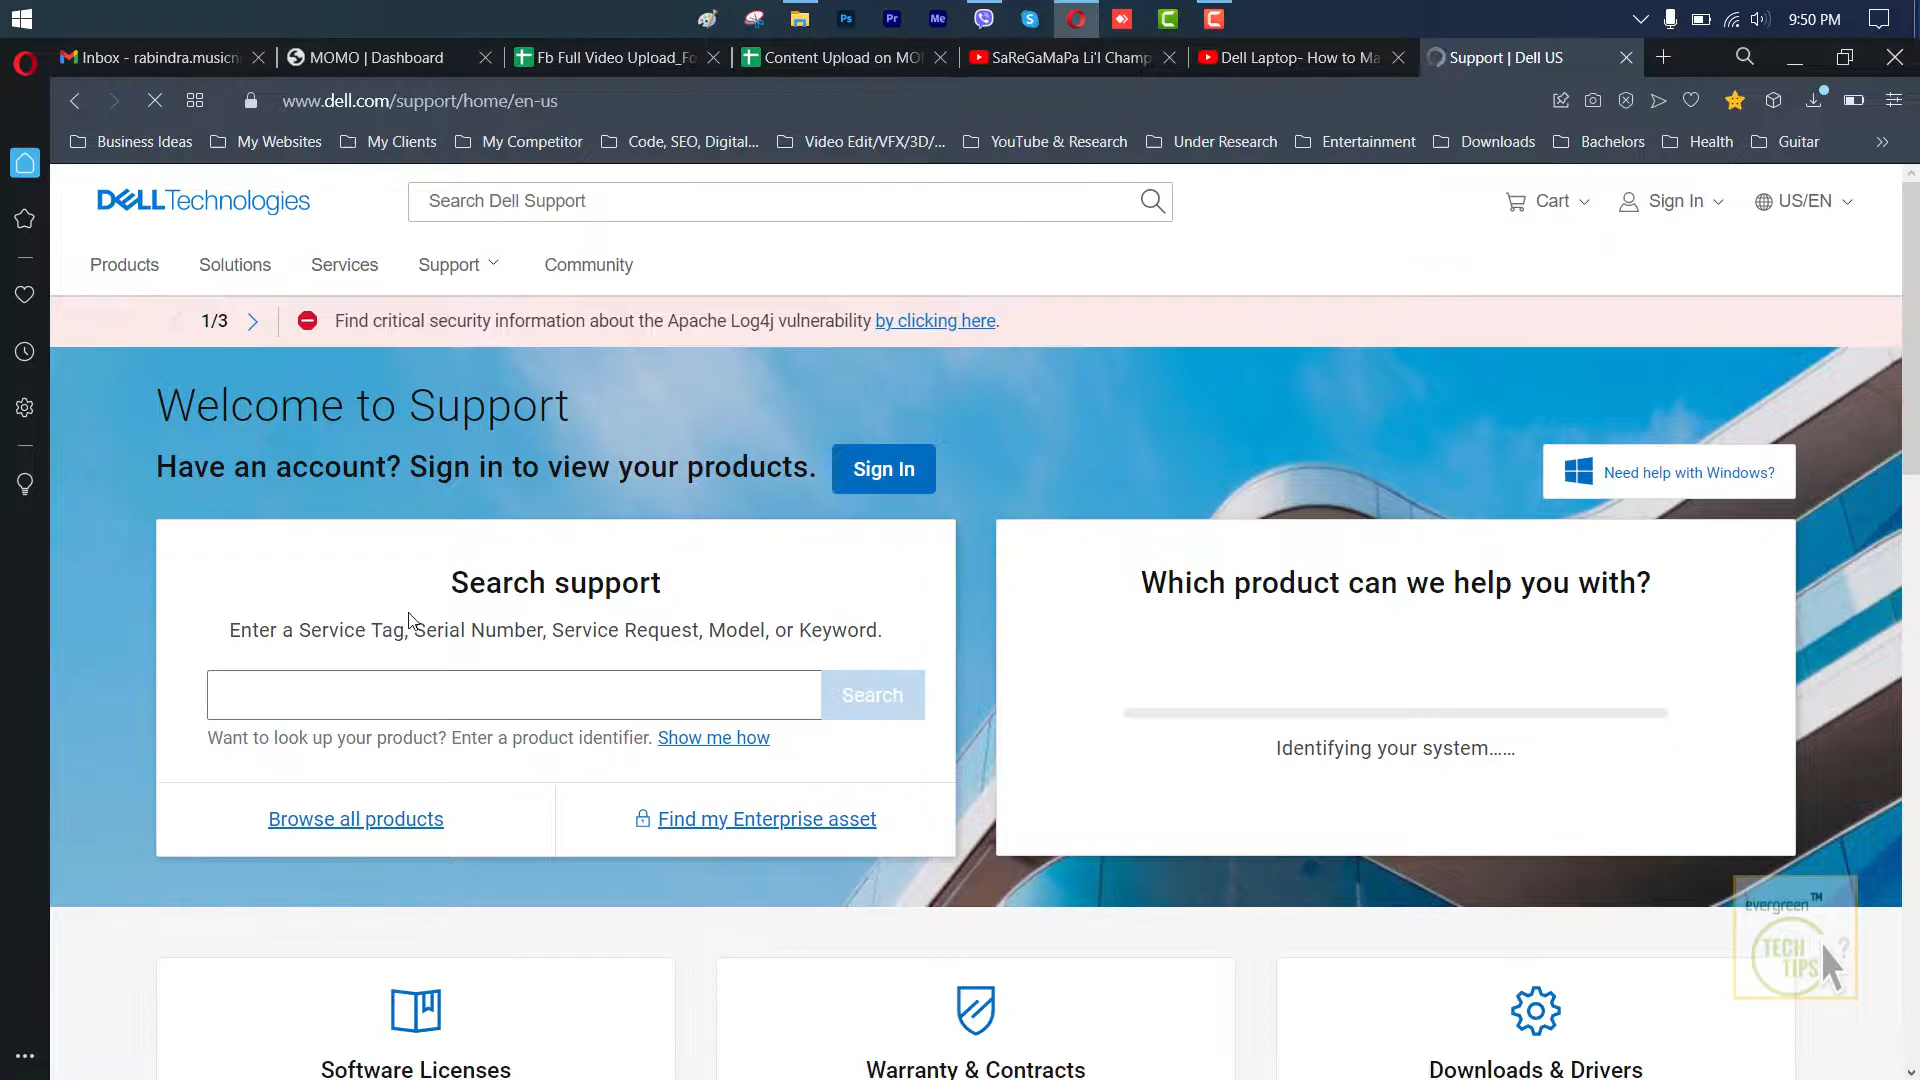 Ps Pr Me
9:50 PM
Inbox - rabindra.musicn
MOMO | Dashboard
Fb Full Video Upload_Fo
Content Upload on MO
SaReGaMaPa Li'l Champ
Dell Laptop- How to Ma
Support | Dell US
www.dell.com/support/home/en-us
Business Ideas
My Websites
My Clients
My Competitor
Code, SEO, Digital...
Video Edit/VFX/3D/...
YouTube & Research
Under Research
Entertainment
Downloads
Bachelors
Health
Guitar
DELL Technologies
Search Dell Support
Cart
Sign In
US/EN
Products
Solutions
Services
Support
Community
1/3
Find critical security information about the Apache Log4j vulnerability by clicking here.
Welcome to Support
Have an account? Sign in to view your products.
Sign In
Need help with Windows?
Search support
Enter a Service Tag, Serial Number, Service Request, Model, or Keyword.
Search
Want to look up your product? Enter a product identifier. Show me how
Browse all products
Find my Enterprise asset
Which product can we help you with?
Identifying your system......
evergreen™
TECH
TIPS
?
Software Licenses
Warranty & Contracts
Downloads & Drivers